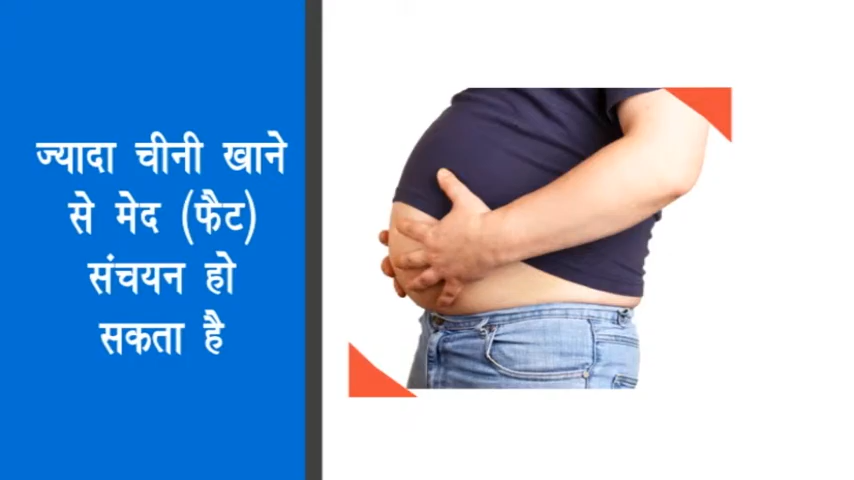 ज्यादा चीनी खाने
से मेद (फैट)
संचयन हो
सकता है